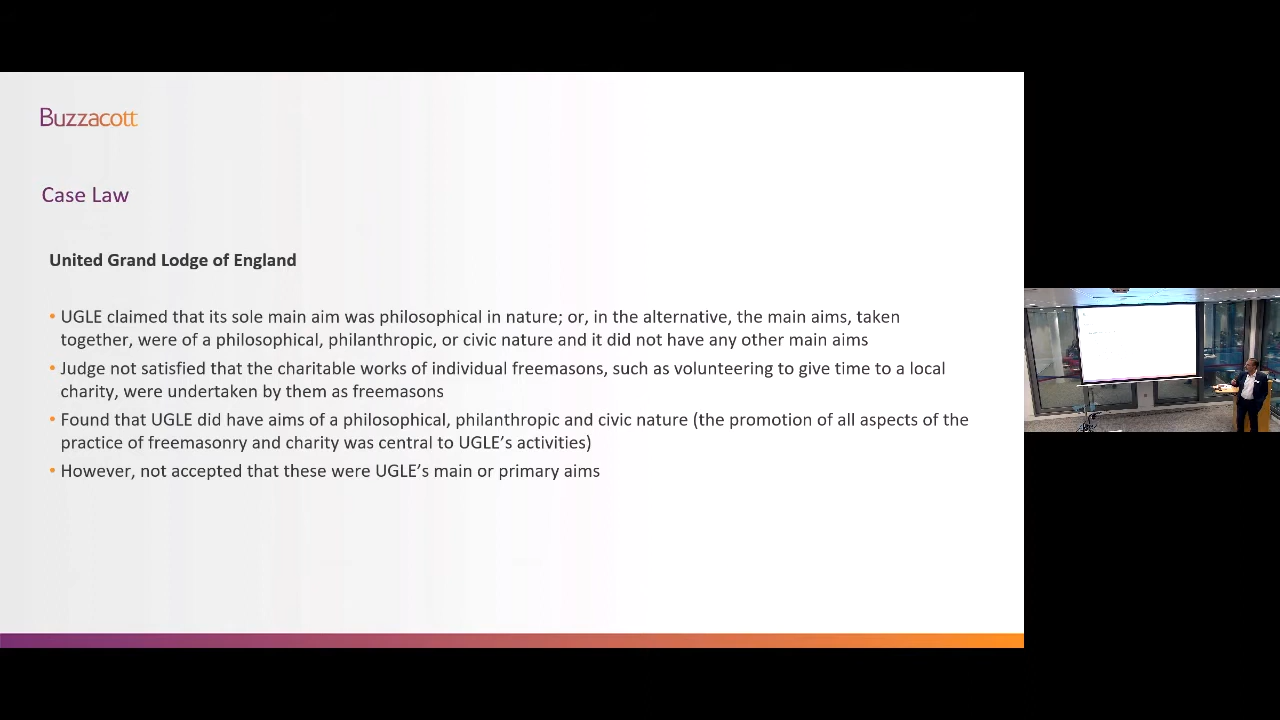 Buzzacott
Case Law
United Grand Lodge of England
• UGLE claimed that its sole main aim was philosophical in nature; or, in the alternative, the main aims, taken
together, were of a philosophical, philanthropic, or civic nature and it did not have any other main aims
• Judge not satisfied that the charitable works of individual freemasons, such as volunteering to give time to a local
charity, were undertaken by them as freemasons
• Found that UGLE did have aims of a philosophical, philanthropic and civic nature (the promotion of all aspects of the
practice of freemasonry and charity was central to UGLE’s activities)
• However, not accepted that these were UGLE’s main or primary aims